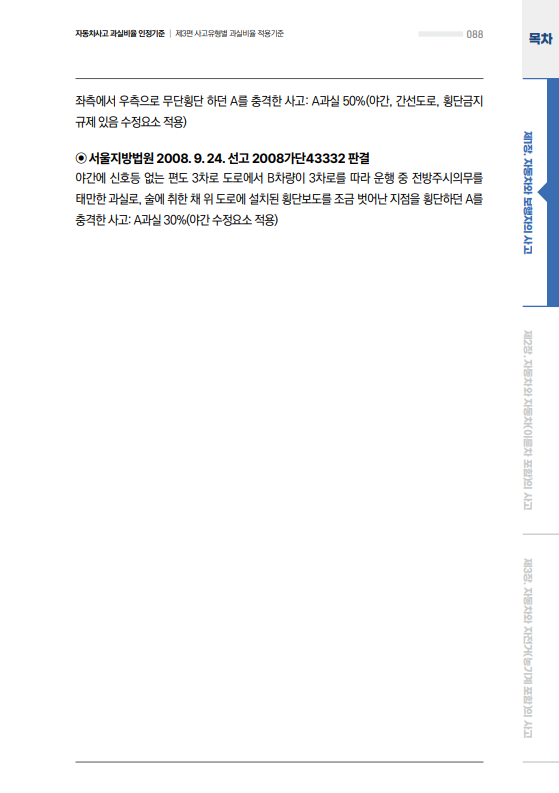 자동차사고 과실비율 인정기준 | 제3편 사고유형별 과실비율 적용기준 088
목차
좌측에서 우측으로 무단횡단 하던 A를 충격한 사고: A과실 50%(야간, 간선도로, 횡단금지
규제 있음 수정요소 적용)
◉ 서울지방법원 2008. 9. 24. 선고 2008가단43332 판결
야간에 신호등 없는 편도 3차로 도로에서 B차량이 3차로를 따라 운행 중 전방주시의무를
태만한 과실로, 술에 취한 채 위 도로에 설치된 횡단보도를 조금 벗어난 지점을 횡단하던 A를
충격한 사고: A과실 30%(야간 수정요소 적용)
제1장. 자동차와 보행자의 사고
제2장. 자동차와 자동차(이륜차 포함)의 사고
제3장. 자동차와 자전거(농기계 포함)의 사고